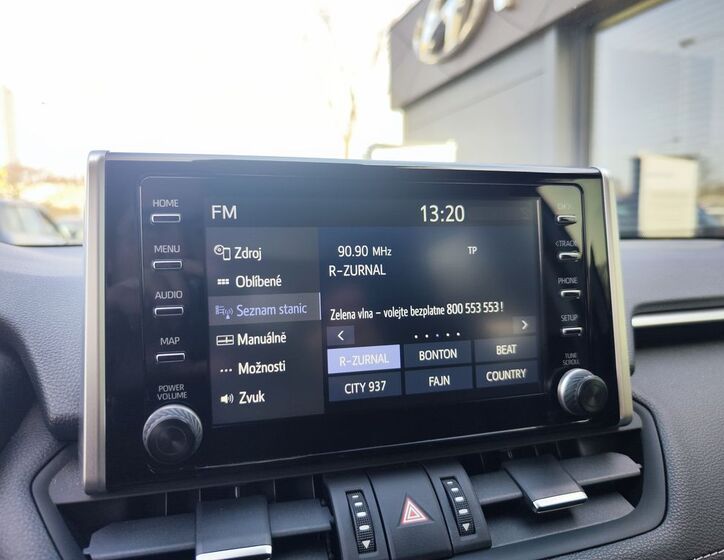 HOME
MENU
AUDIO
MAP
POWER
VOLUME
FM
13:20
Zdroj
Oblíbené
Seznam stanic
Manuálně
Možnosti
Zvuk
90.90 MHz
TP
R-ZURNAL
Zelena vlna – volejte bezplatne 800 553 553 !
< >
R-ZURNAL BONTON BEAT
CITY 937 FAJN COUNTRY
<TRACK
PHONE
SETUP
TUNE
SCROLL